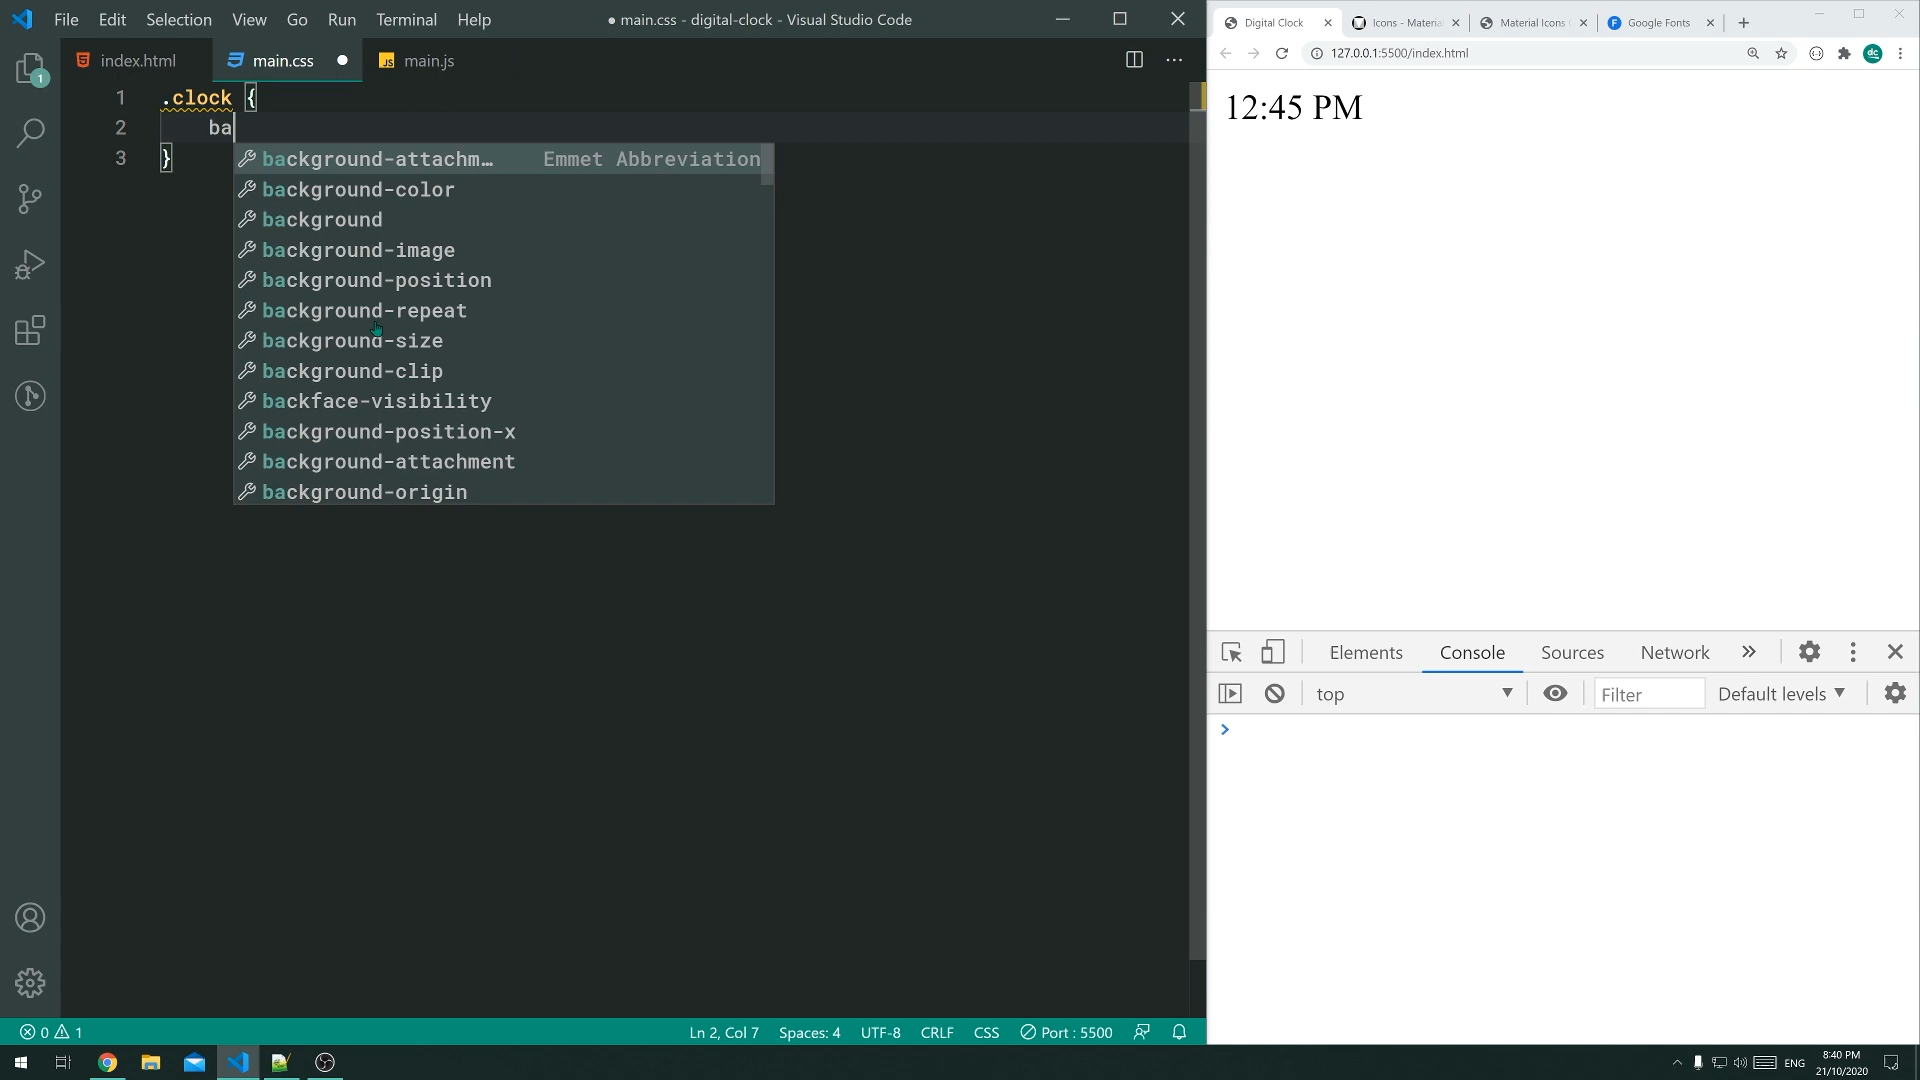 File Edit Selection View Go Run Terminal Help
● main.css - digital-clock - Visual Studio Code
index.html
main.css
main.js
1
1 .clock {
2 ba
3 }
background-attachm… Emmet Abbreviation
background-color
background
background-image
background-position
background-repeat
background-size
background-clip
backface-visibility
background-position-x
background-attachment
background-origin
0 1
Ln 2, Col 7 Spaces: 4 UTF-8 CRLF CSS Port : 5500
Digital Clock
Icons - Material
Material Icons
Google Fonts
127.0.0.1:5500/index.html
dc
12:45 PM
Elements Console Sources Network »
top Filter Default levels
>
ENG
8:40 PM
21/10/2020